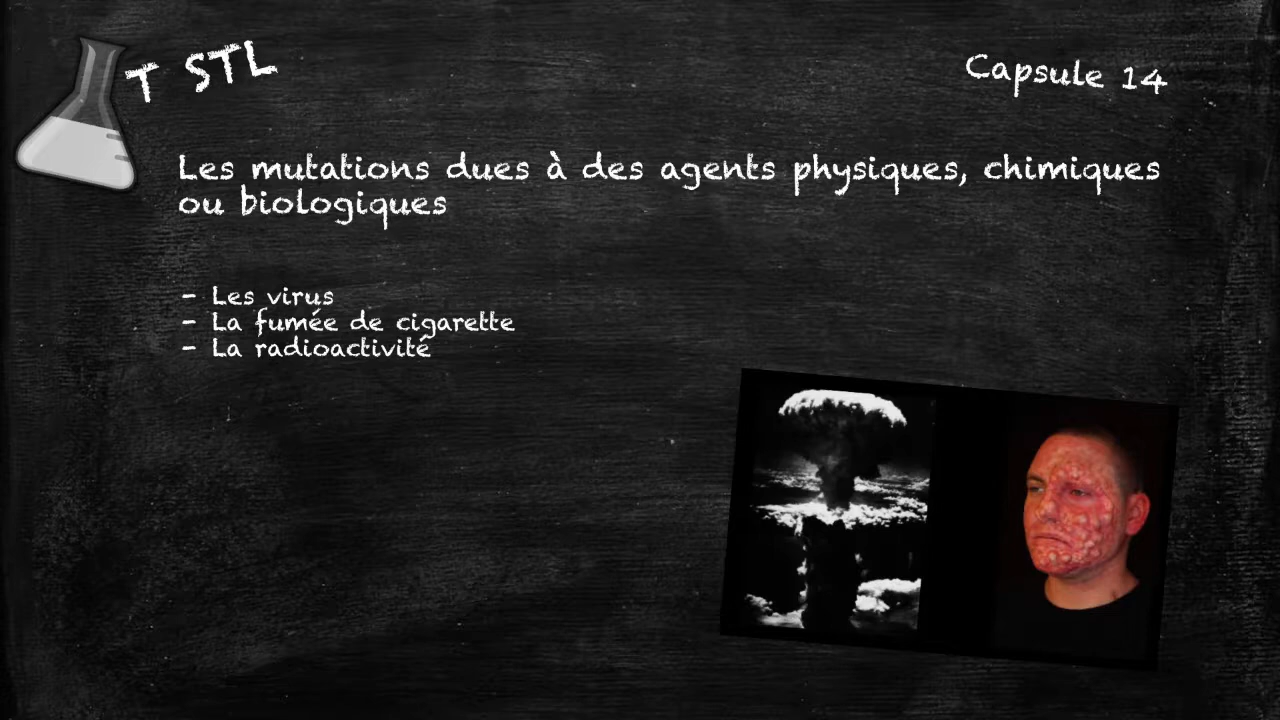 T STL
Capsule 14
Les mutations dues à des agents physiques, chimiques
ou biologiques
- Les virus
- La fumée de cigarette
- La radioactivité